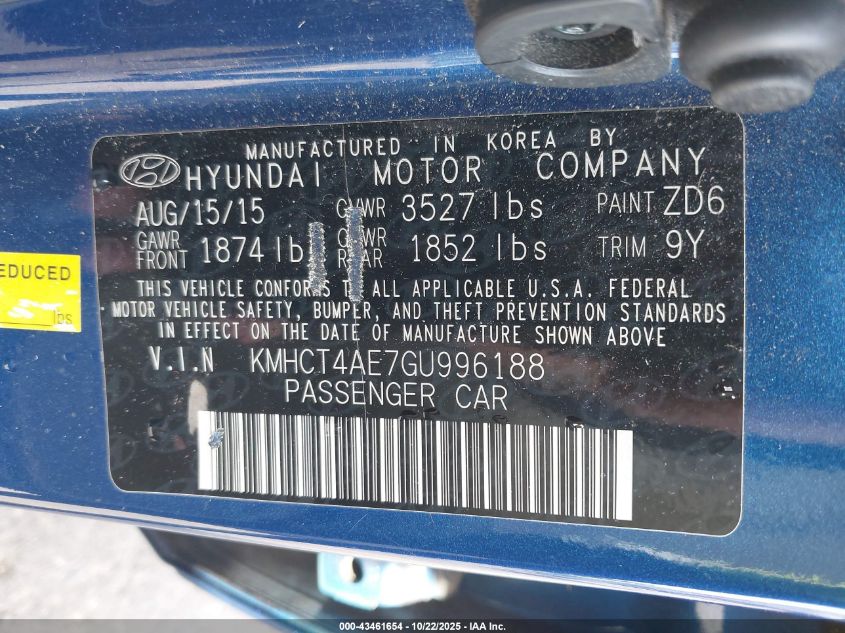 MANUFACTURED IN KOREA BY
HYUNDAI MOTOR COMPANY
AUG/15/15 GVWR 3527 lbs PAINT ZD6
GAWR FRONT 1874 lb GAWR REAR 1852 lbs TRIM 9Y
THIS VEHICLE CONFORMS TO ALL APPLICABLE U.S.A. FEDERAL
MOTOR VEHICLE SAFETY, BUMPER, AND THEFT PREVENTION STANDARDS
IN EFFECT ON THE DATE OF MANUFACTURE SHOWN ABOVE
V.I.N KMHCT4AE7GU996188
PASSENGER CAR
EDUCED
lbs
000-43461654 - 10/22/2025 - IAA Inc.